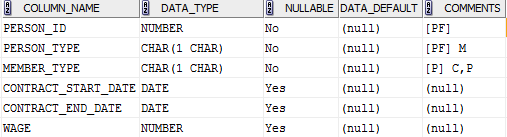 COLUMN_NAME DATA_TYPE NULLABLE DATA_DEFAULT COMMENTS
PERSON_ID NUMBER No (null) [PF]
PERSON_TYPE CHAR(1 CHAR) No (null) [PF] M
MEMBER_TYPE CHAR(1 CHAR) No (null) [P] C,P
CONTRACT_START_DATE DATE Yes (null) (null)
CONTRACT_END_DATE DATE Yes (null) (null)
WAGE NUMBER Yes (null) (null)